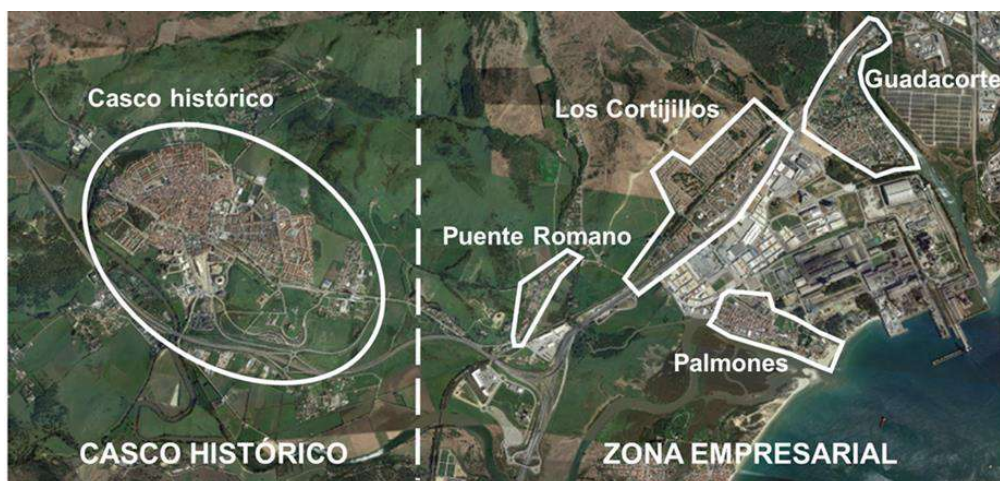 Casco histórico
Los Cortijillos
Guadacorte
Puente Romano
Palmones
CASCO HISTÓRICO
ZONA EMPRESARIAL